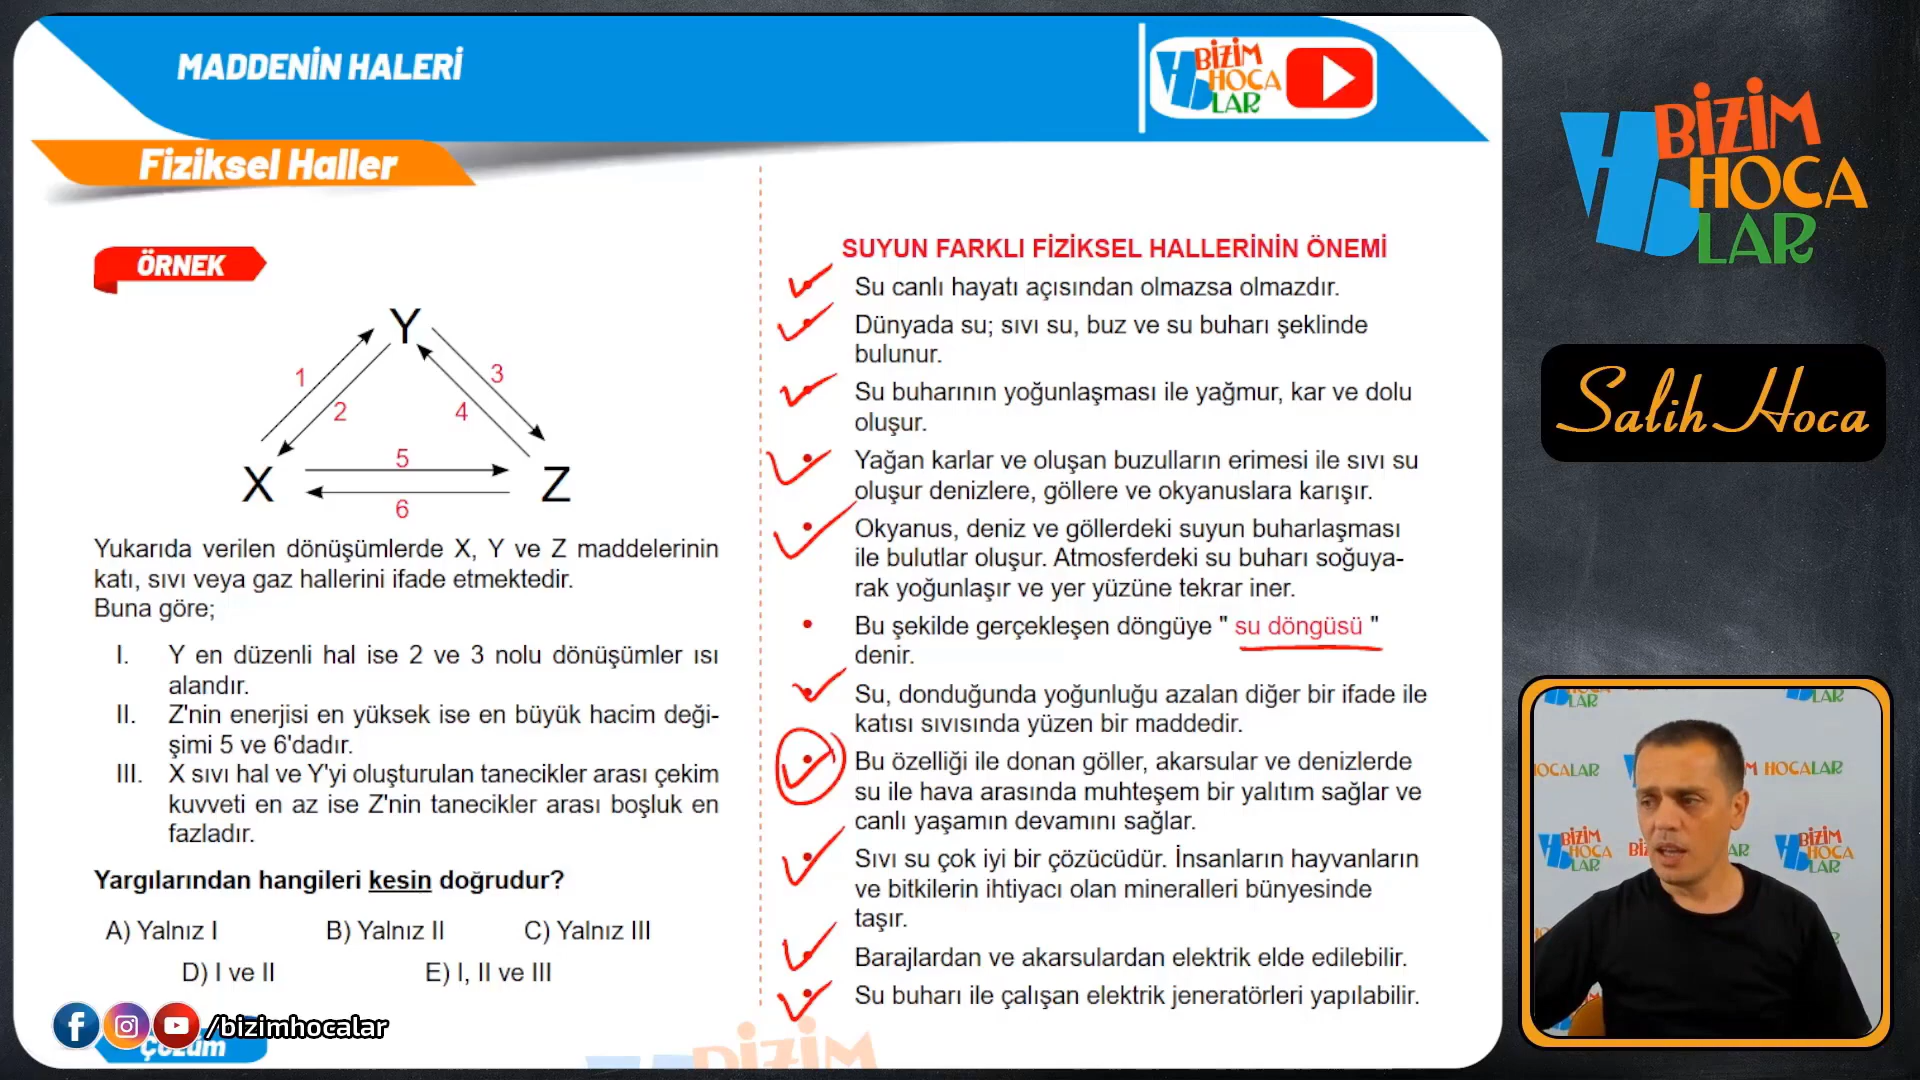 MADDENİN HALERİ
BİZİM
HOCA
LAR
Fiziksel Haller
ÖRNEK
Y
1
2
3
4
X
5
6
Z
Yukarıda verilen dönüşümlerde X, Y ve Z maddelerinin
katı, sıvı veya gaz hallerini ifade etmektedir.
Buna göre;
I. Y en düzenli hal ise 2 ve 3 nolu dönüşümler ısı
alandır.
II. Z'nin enerjisi en yüksek ise en büyük hacim deği-
şimi 5 ve 6'dadır.
III. X sıvı hal ve Y'yi oluşturulan tanecikler arası çekim
kuvveti en az ise Z'nin tanecikler arası boşluk en
fazladır.
Yargılarından hangileri kesin doğrudur?
A) Yalnız I B) Yalnız II C) Yalnız III
D) I ve II E) I, II ve III
/bizimhocalar
Çözüm
BİZİM
SUYUN FARKLI FİZİKSEL HALLERİNİN ÖNEMİ
• Su canlı hayatı açısından olmazsa olmazdır.
• Dünyada su; sıvı su, buz ve su buharı şeklinde
bulunur.
• Su buharının yoğunlaşması ile yağmur, kar ve dolu
oluşur.
• Yağan karlar ve oluşan buzulların erimesi ile sıvı su
oluşur denizlere, göllere ve okyanuslara karışır.
• Okyanus, deniz ve göllerdeki suyun buharlaşması
ile bulutlar oluşur. Atmosferdeki su buharı soğuya-
rak yoğunlaşır ve yer yüzüne tekrar iner.
• Bu şekilde gerçekleşen döngüye " su döngüsü "
denir.
• Su, donduğunda yoğunluğu azalan diğer bir ifade ile
katısı sıvısında yüzen bir maddedir.
• Bu özelliği ile donan göller, akarsular ve denizlerde
su ile hava arasında muhteşem bir yalıtım sağlar ve
canlı yaşamın devamını sağlar.
• Sıvı su çok iyi bir çözücüdür. İnsanların hayvanların
ve bitkilerin ihtiyacı olan mineralleri bünyesinde
taşır.
• Barajlardan ve akarsulardan elektrik elde edilebilir.
• Su buharı ile çalışan elektrik jeneratörleri yapılabilir.
BİZİM
HOCA
LAR
Salih Hoca